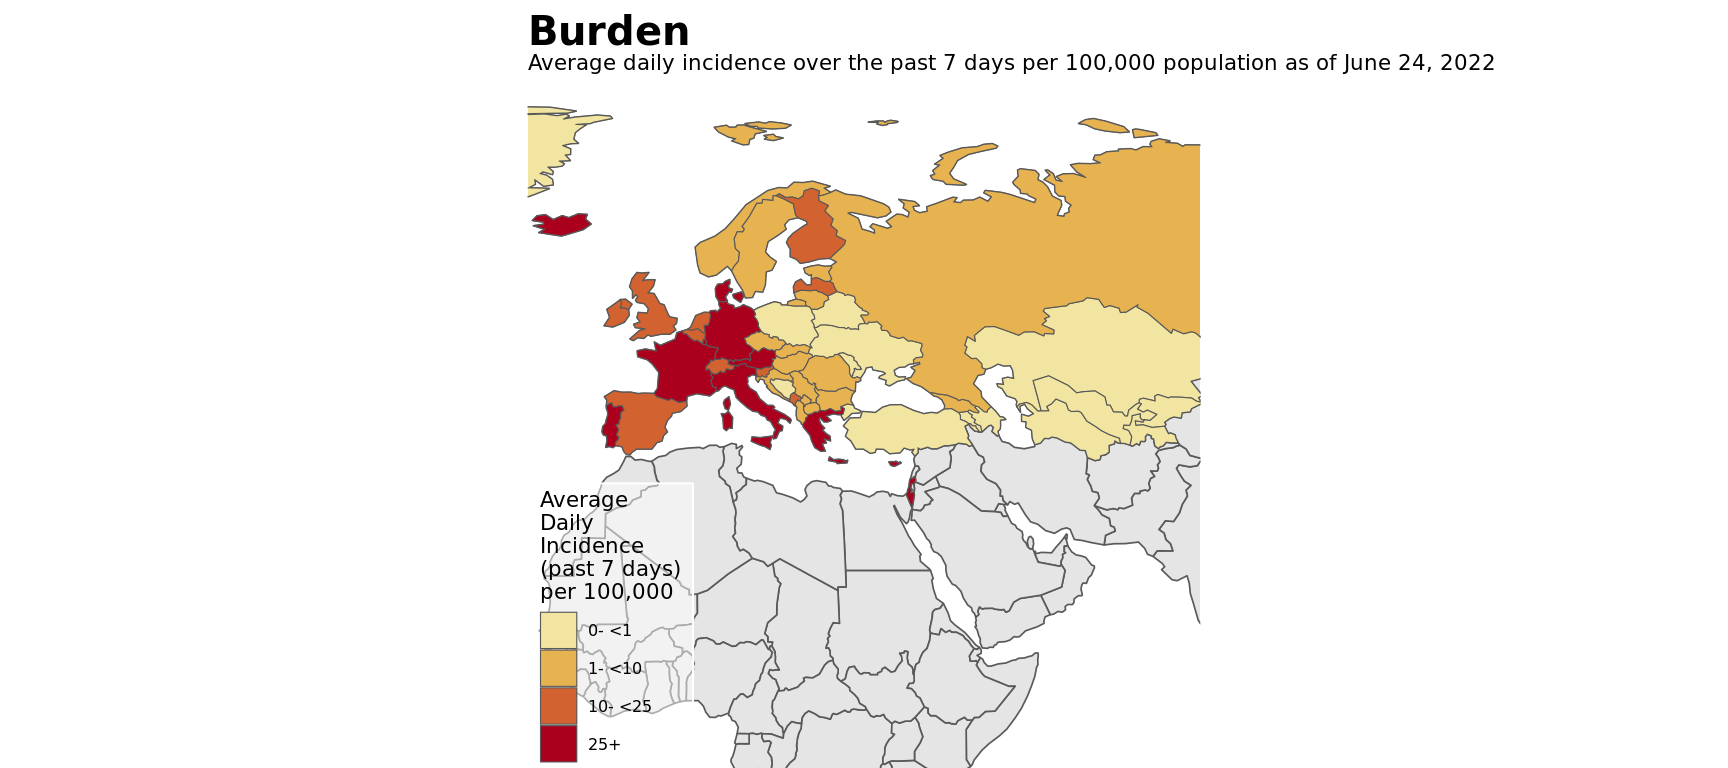 Burden
Average daily incidence over the past 7 days per 100,000 population as of June 24, 2022
Average
Daily
Incidence
(past 7 days)
per 100,000
0- <1
1- <10
10- <25
25+